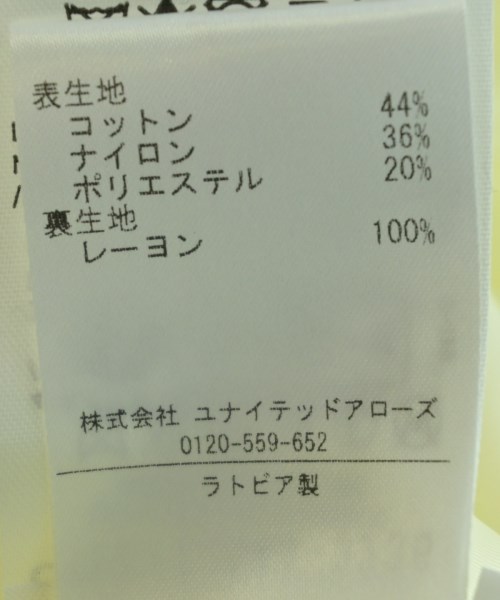 表生地
コットン 44%
ナイロン 36%
ポリエステル 20%
裏生地
レーヨン 100%
株式会社 ユナイテッドアローズ
0120-559-652
ラトビア製